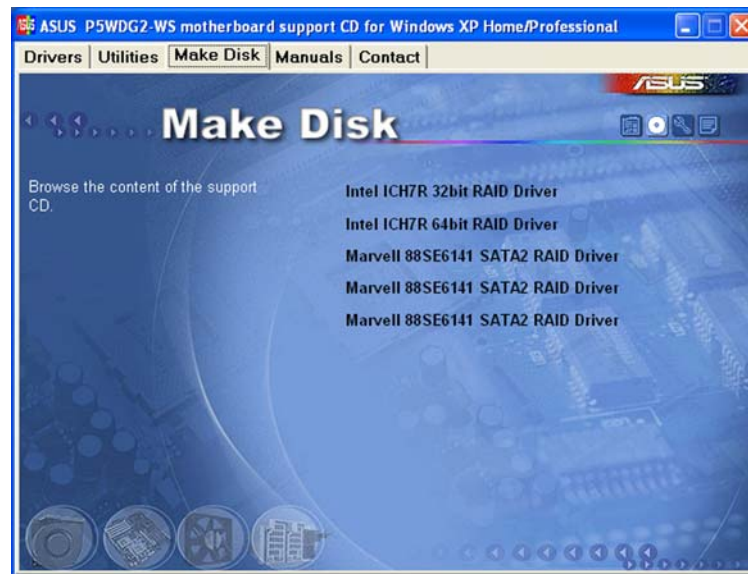 ASUS P5WDG2-WS motherboard support CD for Windows XP Home/Professional
Drivers Utilities Make Disk Manuals Contact
ASUS
Make Disk
Browse the content of the support
CD.
Intel ICH7R 32bit RAID Driver
Intel ICH7R 64bit RAID Driver
Marvell 88SE6141 SATA2 RAID Driver
Marvell 88SE6141 SATA2 RAID Driver
Marvell 88SE6141 SATA2 RAID Driver